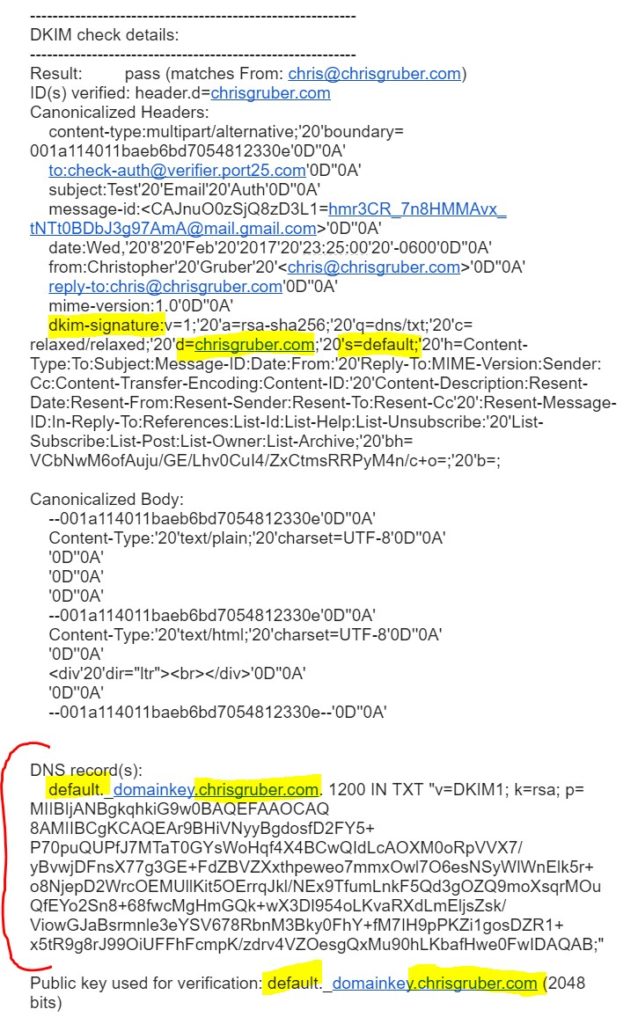 -----------------------------------------------------------
DKIM check details:
-----------------------------------------------------------
Result: pass (matches From: chris@chrisgruber.com)
ID(s) verified: header.d=chrisgruber.com
Canonicalized Headers:
content-type:multipart/alternative;'20'boundary=
001a114011baeb6bd7054812330e'0D''0A'
to:check-auth@verifier.port25.com'0D''0A'
subject:Test'20'Email'20'Auth'0D''0A'
message-id:<CAJnuO0zSjQ8zD3L1=hmr3CR_7n8HMMAvx_
tNTt0BDbJ3g97AmA@mail.gmail.com>'0D''0A'
date:Wed,'20'8'20'Feb'20'2017'20'23:25:00'20'-0600'0D''0A'
from:Christopher'20'Gruber'20'<chris@chrisgruber.com>'0D''0A'
reply-to:chris@chrisgruber.com'0D''0A'
mime-version:1.0'0D''0A'
dkim-signature:v=1;'20'a=rsa-sha256;'20'q=dns/txt;'20'c=
relaxed/relaxed;'20'd=chrisgruber.com;'20's=default;'20'h=Content-
Type:To:Subject:Message-ID:Date:From:'20'Reply-To:MIME-Version:Sender:
Cc:Content-Transfer-Encoding:Content-ID:'20'Content-Description:Resent-
Date:Resent-From:Resent-Sender:Resent-To:Resent-Cc'20':Resent-Message-
ID:In-Reply-To:References:List-Id:List-Help:List-Unsubscribe:'20'List-
Subscribe:List-Post:List-Owner:List-Archive;'20'bh=
VCbNwM6ofAuju/GE/Lhv0CuI4/ZxCtmsRRPyM4n/c+o=;'20'b=;
Canonicalized Body:
--001a114011baeb6bd7054812330e'0D''0A'
Content-Type:'20'text/plain;'20'charset=UTF-8'0D''0A'
'0D''0A'
'0D''0A'
'0D''0A'
--001a114011baeb6bd7054812330e'0D''0A'
Content-Type:'20'text/html;'20'charset=UTF-8'0D''0A'
'0D''0A'
<div'20'dir="ltr"><br></div>'0D''0A'
'0D''0A'
--001a114011baeb6bd7054812330e--'0D''0A'
DNS record(s):
default._domainkey.chrisgruber.com. 1200 IN TXT "v=DKIM1; k=rsa; p=
MIIBIjANBgkqhkiG9w0BAQEFAAOCAQ
8AMIIBCgKCAQEAr9BHiVNyyBgdosfD2FY5+
P70puQUPfJ7MTaT0GYsWoHqf4X4BCwQIdLcAOXM0oRpVVX7/
yBvwjDFnsX77g3GE+FdZBVZXxthpeweo7mmxOwl7O6esNSyWlWnElk5r+
o8NjepD2WrcOEMUllKit5OErrqJkl/NEx9TfumLnkF5Qd3gOZQ9moXsqrMOu
QfEYo2Sn8+68fwcMgHmGQk+wX3DI954oLKvaRXdLmEljsZsk/
ViowGJaBsrmnle3eYSV678RbnM3Bky0FhY+fM7IH9pPKZi1gosDZR1+
x5tR9g8rJ99OiUFFhFcmpK/zdrv4VZOesgQxMu90hLKbafHwe0FwIDAQAB;"
Public key used for verification: default._domainkey.chrisgruber.com (2048
bits)